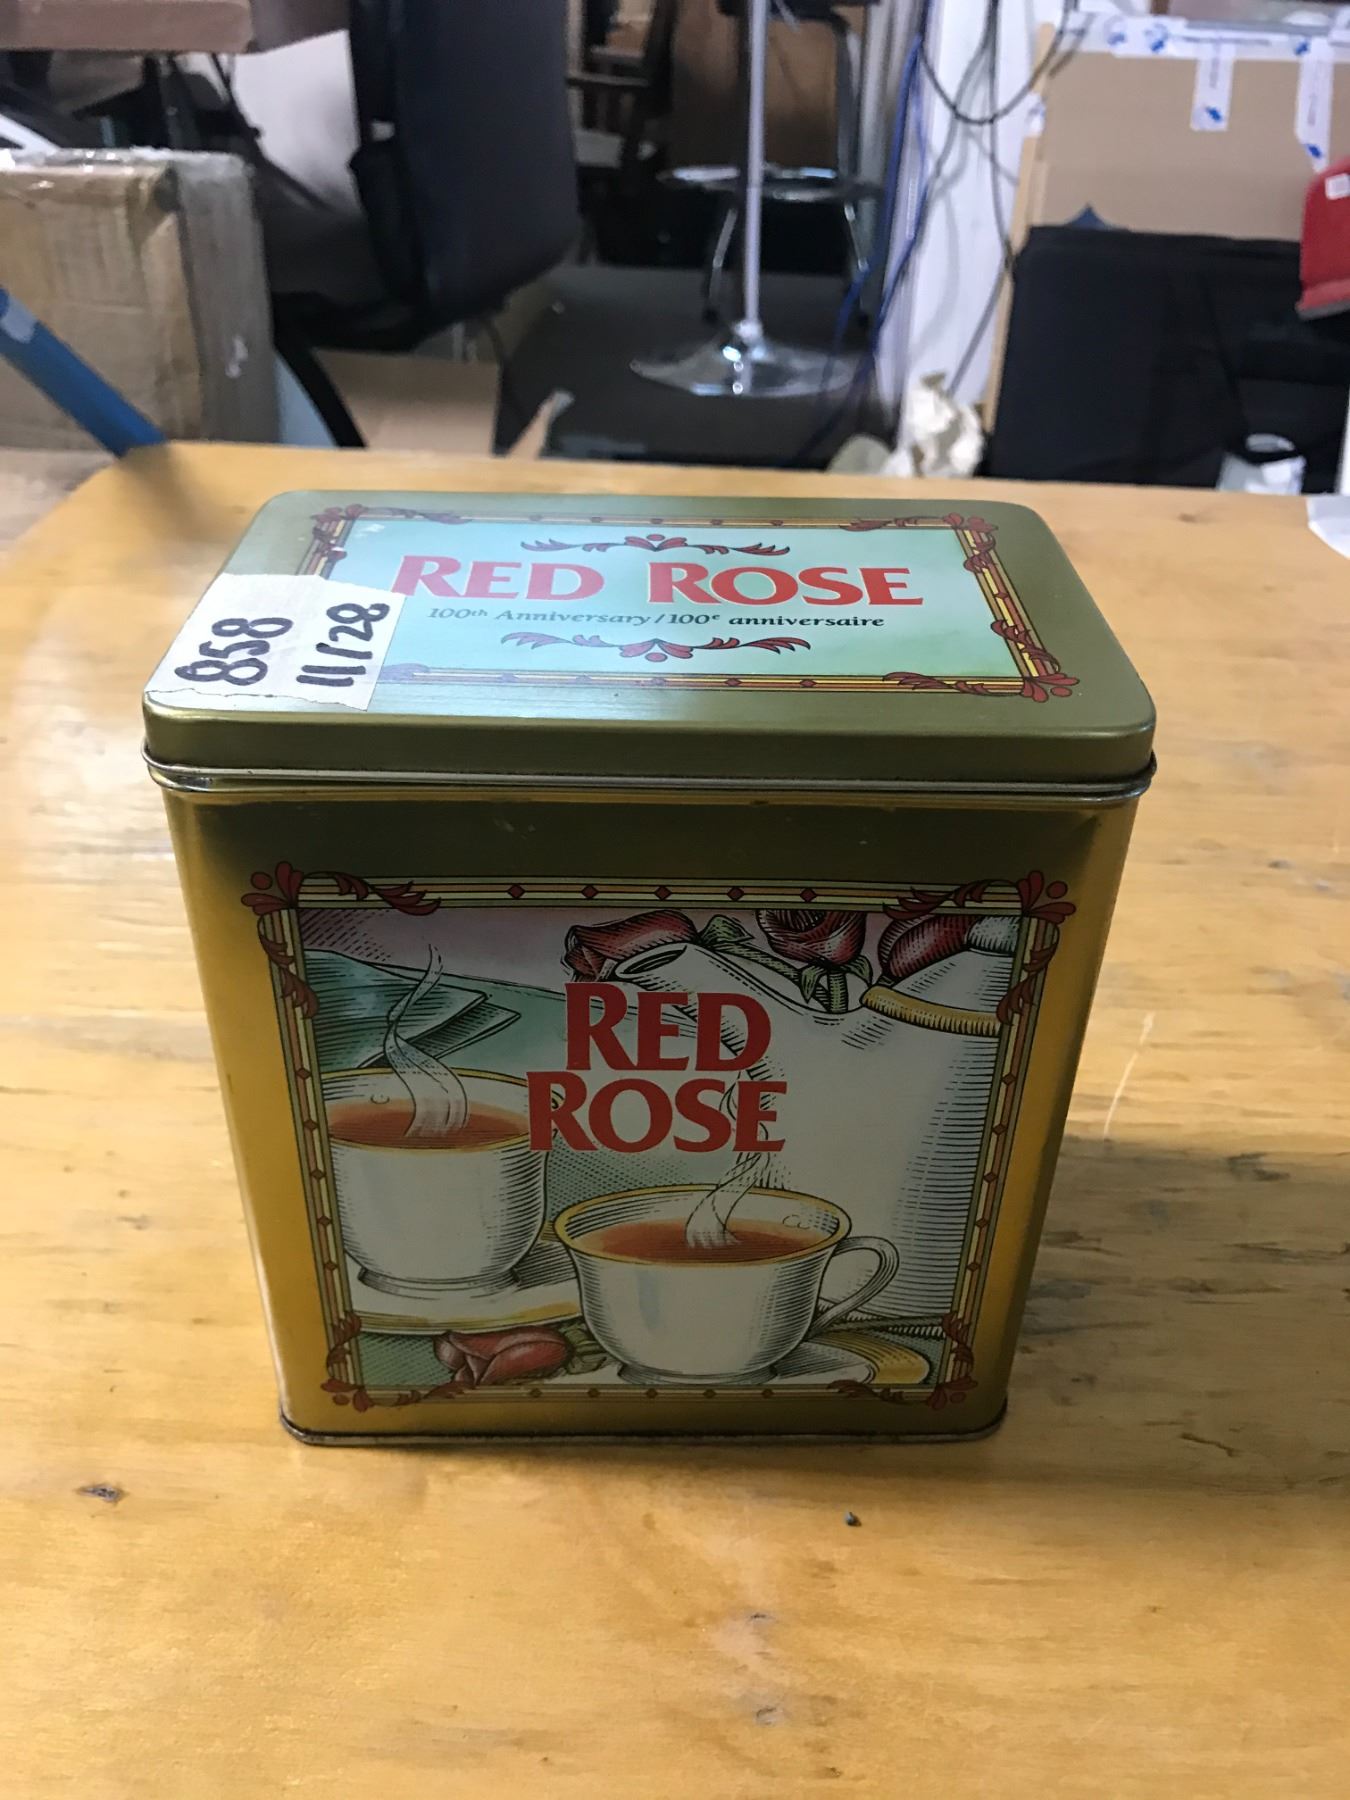 RED ROSE
100th Anniversary / 100e anniversaire
858
11/28
RED
ROSE